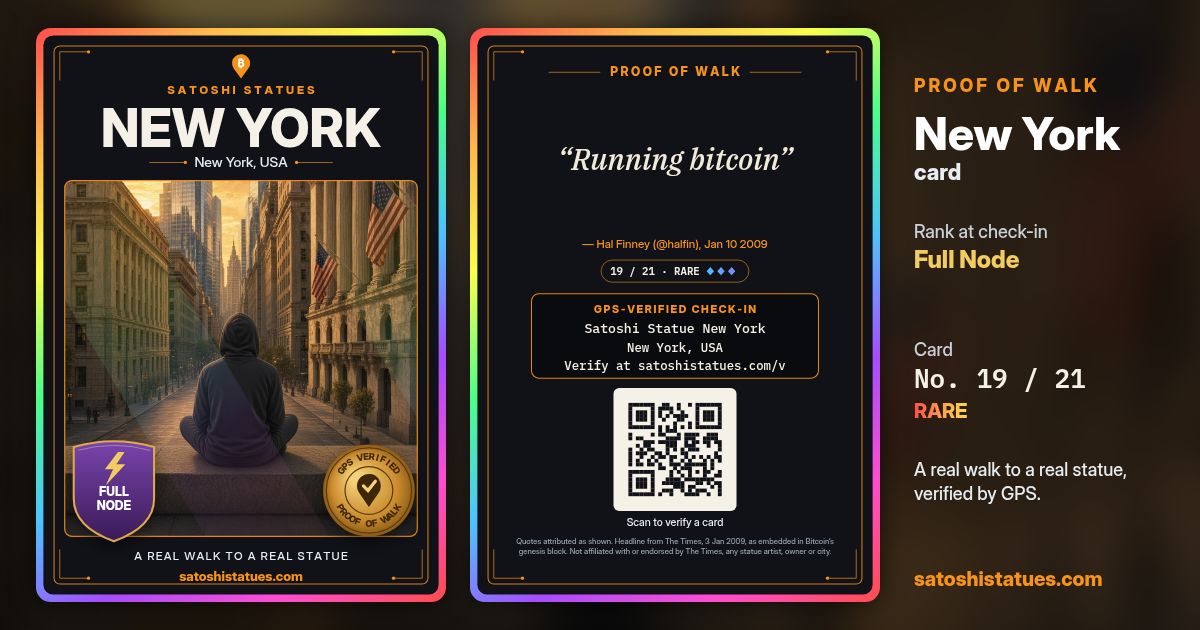 SATOSHI STATUES
NEW YORK
New York, USA
FULL
NODE
GPS VERIFIED
PROOF OF WALK
A REAL WALK TO A REAL STATUE
satoshistatues.com
PROOF OF WALK
“Running bitcoin”
— Hal Finney (@halfin), Jan 10 2009
19 / 21 · RARE
GPS-VERIFIED CHECK-IN
Satoshi Statue New York
New York, USA
Verify at satoshistatues.com/v
Scan to verify a card
Quotes attributed as shown. Headline from The Times, 3 Jan 2009, as embedded in Bitcoin's
genesis block. Not affiliated with or endorsed by The Times, any statue artist, owner or city.
PROOF OF WALK
New York
card
Rank at check-in
Full Node
Card
No. 19 / 21
RARE
A real walk to a real statue,
verified by GPS.
satoshistatues.com